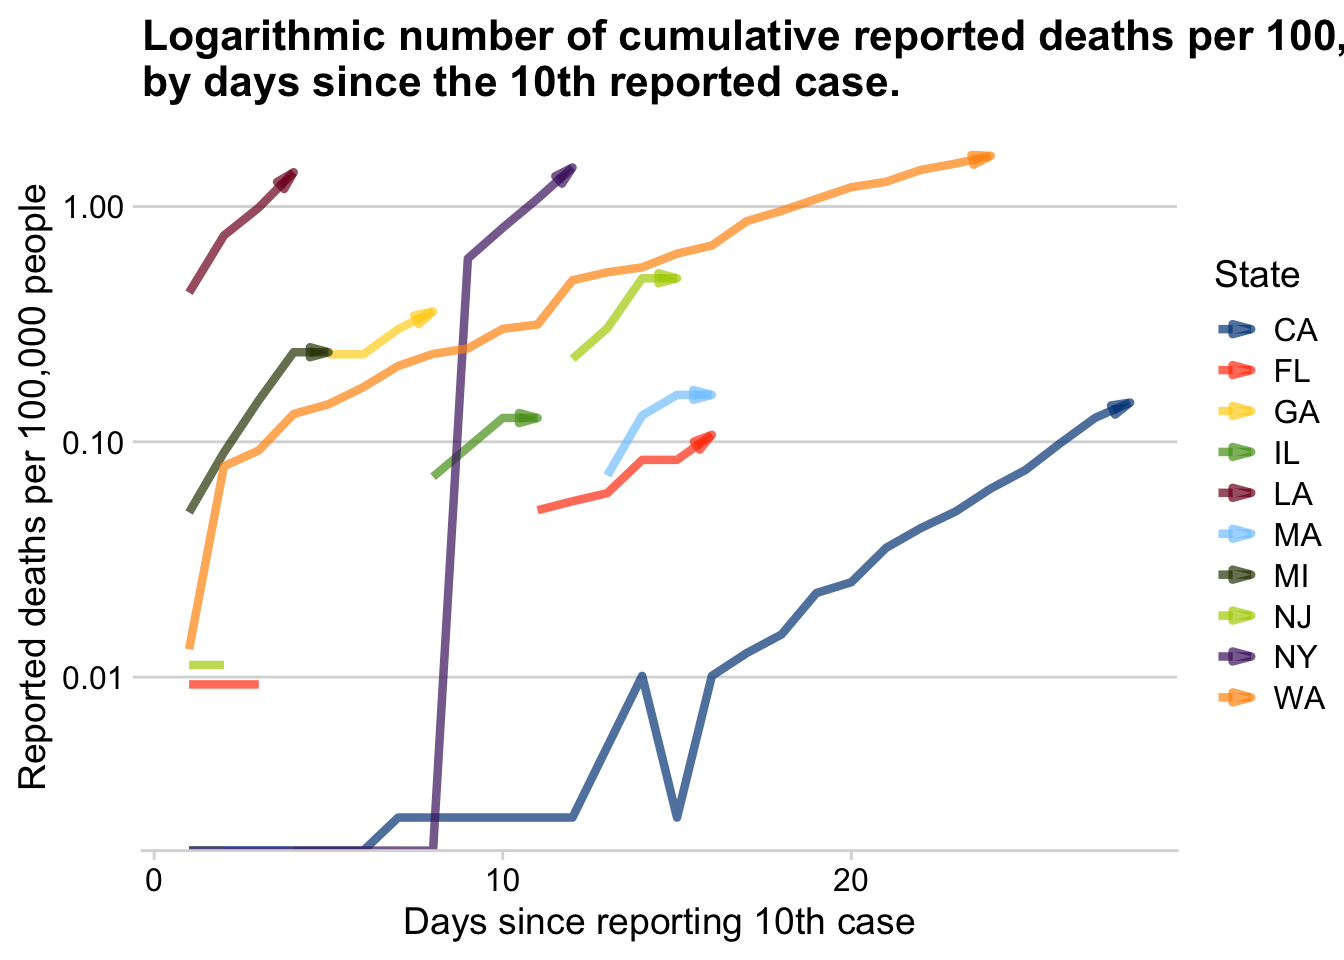 Logarithmic number of cumulative reported deaths per 100,
by days since the 10th reported case.
Reported deaths per 100,000 people
1.00
0.10
0.01
0
10
20
Days since reporting 10th case
State
CA
FL
GA
IL
LA
MA
MI
NJ
NY
WA